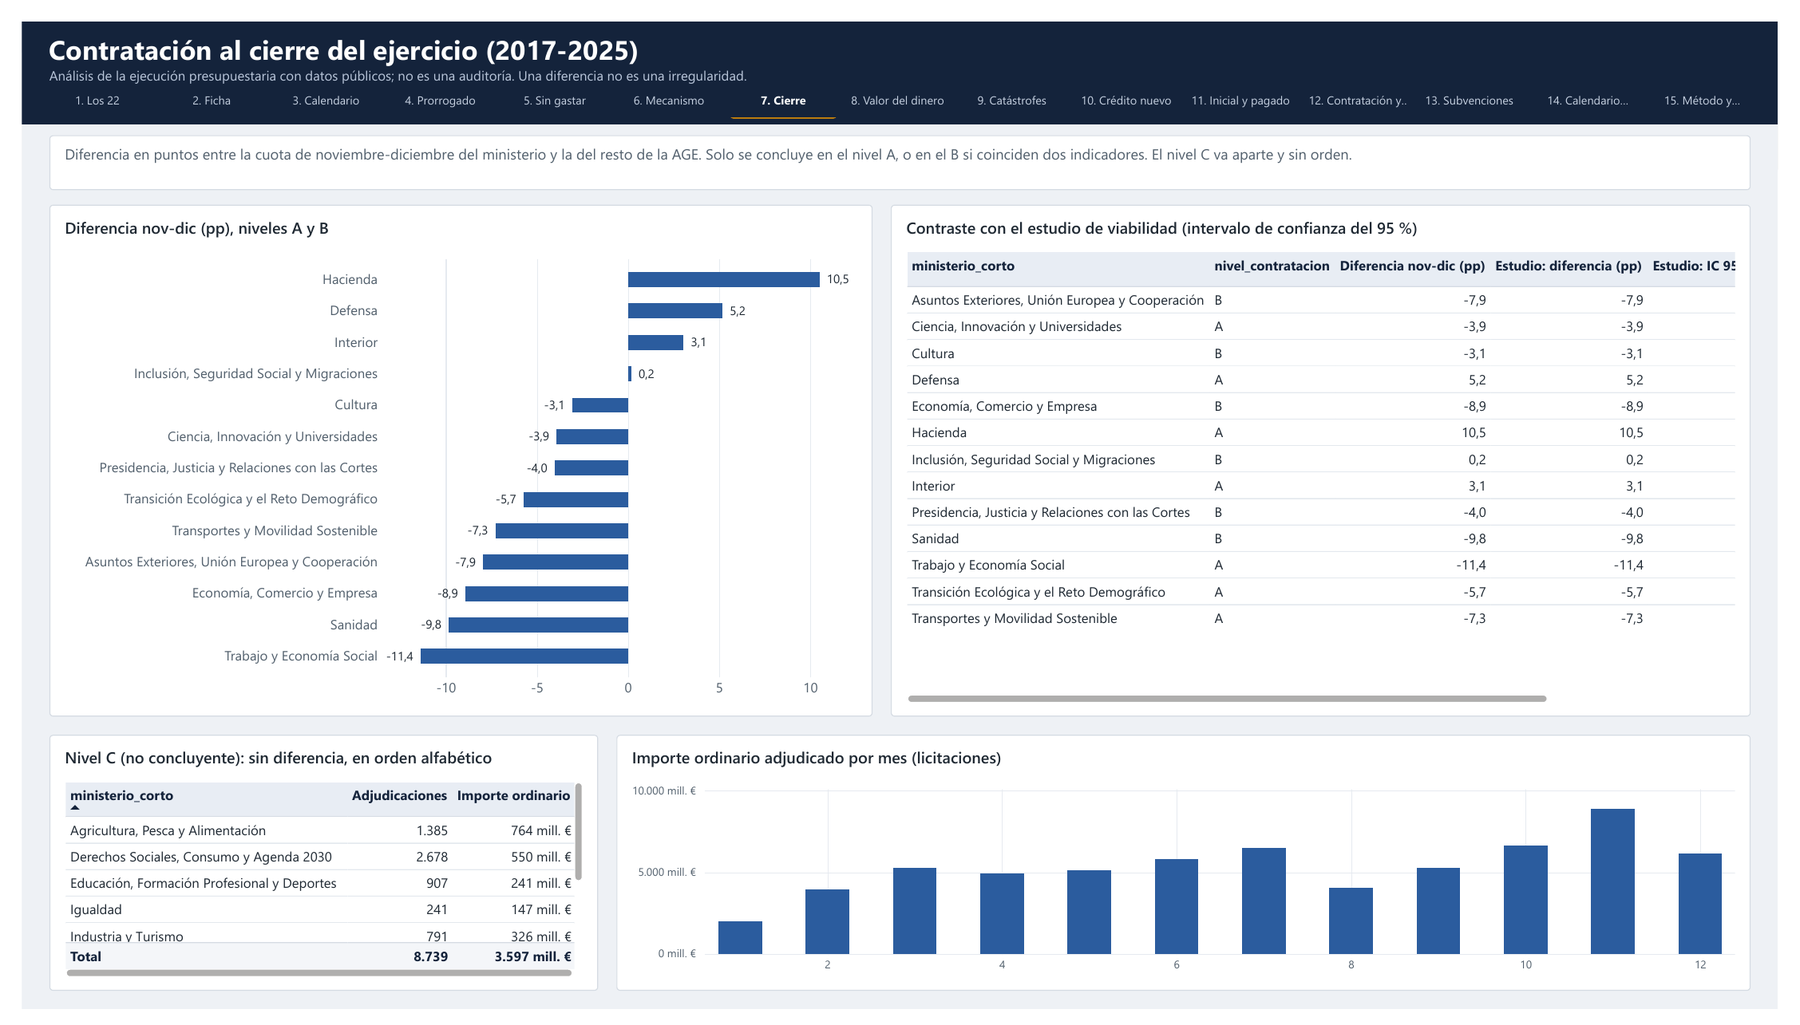 Contratación al cierre del ejercicio (2017-2025)
Análisis de la ejecución presupuestaria con datos públicos; no es una auditoría. Una diferencia no es una irregularidad.
1. Los 22 2. Ficha 3. Calendario 4. Prorrogado 5. Sin gastar 6. Mecanismo 7. Cierre 8. Valor del dinero 9. Catástrofes 10. Crédito nuevo 11. Inicial y pagado 12. Contratación y.. 13. Subvenciones 14. Calendario... 15. Método y...
Diferencia en puntos entre la cuota de noviembre-diciembre del ministerio y la del resto de la AGE. Solo se concluye en el nivel A, o en el B si coinciden dos indicadores. El nivel C va aparte y sin orden.
Diferencia nov-dic (pp), niveles A y B
Hacienda 10,5
Defensa 5,2
Interior 3,1
Inclusión, Seguridad Social y Migraciones 0,2
Cultura -3,1
Ciencia, Innovación y Universidades -3,9
Presidencia, Justicia y Relaciones con las Cortes -4,0
Transición Ecológica y el Reto Demográfico -5,7
Transportes y Movilidad Sostenible -7,3
Asuntos Exteriores, Unión Europea y Cooperación -7,9
Economía, Comercio y Empresa -8,9
Sanidad -9,8
Trabajo y Economía Social -11,4
-10 -5 0 5 10
Contraste con el estudio de viabilidad (intervalo de confianza del 95 %)
ministerio_corto nivel_contratacion Diferencia nov-dic (pp) Estudio: diferencia (pp) Estudio: IC 95
Asuntos Exteriores, Unión Europea y Cooperación B -7,9 -7,9
Ciencia, Innovación y Universidades A -3,9 -3,9
Cultura B -3,1 -3,1
Defensa A 5,2 5,2
Economía, Comercio y Empresa B -8,9 -8,9
Hacienda A 10,5 10,5
Inclusión, Seguridad Social y Migraciones B 0,2 0,2
Interior A 3,1 3,1
Presidencia, Justicia y Relaciones con las Cortes B -4,0 -4,0
Sanidad B -9,8 -9,8
Trabajo y Economía Social A -11,4 -11,4
Transición Ecológica y el Reto Demográfico A -5,7 -5,7
Transportes y Movilidad Sostenible A -7,3 -7,3
Nivel C (no concluyente): sin diferencia, en orden alfabético
ministerio_corto Adjudicaciones Importe ordinario
Agricultura, Pesca y Alimentación 1.385 764 mill. €
Derechos Sociales, Consumo y Agenda 2030 2.678 550 mill. €
Educación, Formación Profesional y Deportes 907 241 mill. €
Igualdad 241 147 mill. €
Industria y Turismo 791 326 mill. €
Total 8.739 3.597 mill. €
Importe ordinario adjudicado por mes (licitaciones)
10.000 mill. €
5.000 mill. €
0 mill. €
2 4 6 8 10 12